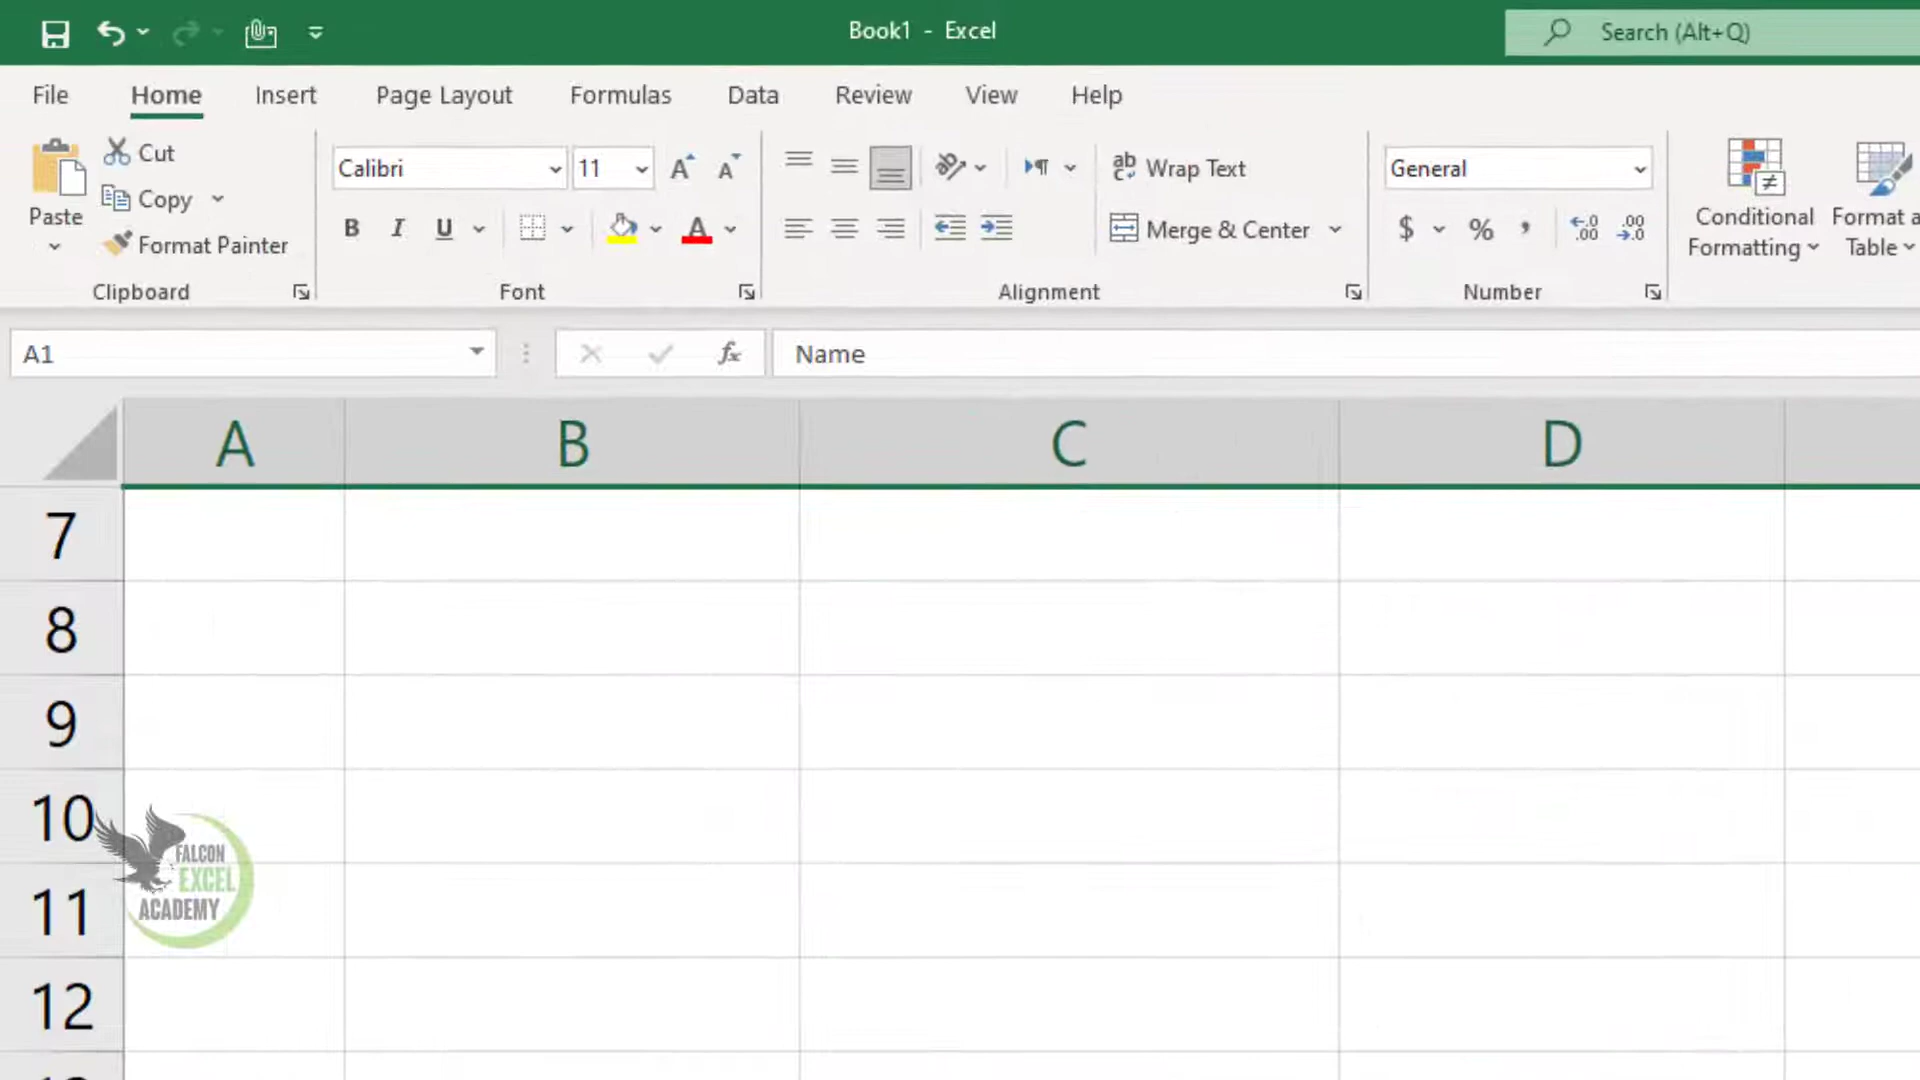 Book1 - Excel
Search (Alt+Q)
File Home Insert Page Layout Formulas Data Review View Help
Paste
Cut
Copy
Format Painter
Clipboard
Calibri 11
B I U
Font
Wrap Text
Merge & Center
Alignment
General
$ %
Number
Conditional
Formatting
Format a
Table
A1
fx Name
A B C D
7
8
9
10
11
12
FALCON
EXCEL
ACADEMY